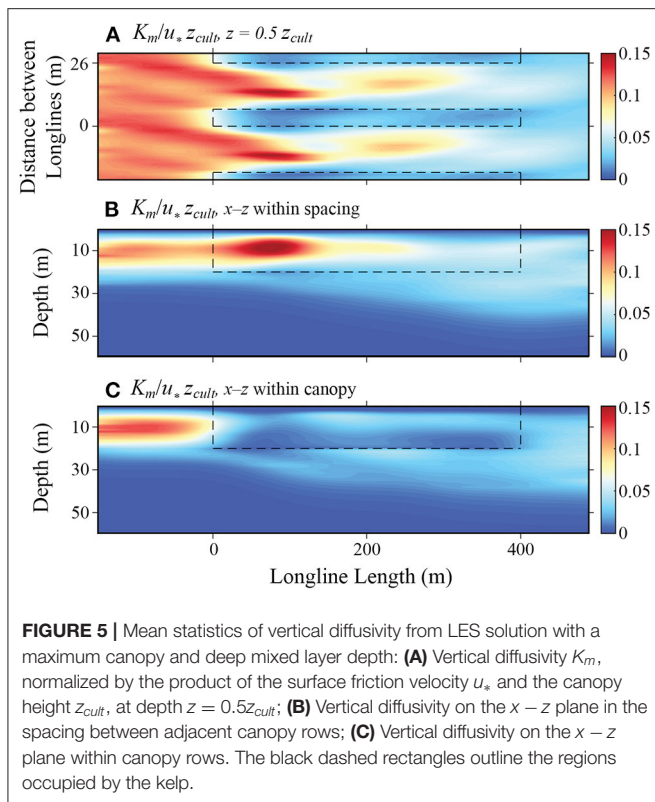 A K_m/u_* z_cult, z = 0.5 z_cult
Distance between
Longlines (m)
26
0
0.15
0.1
0.05
0
B K_m/u_* z_cult, x–z within spacing
Depth (m)
10
30
50
0.15
0.1
0.05
0
C K_m/u_* z_cult, x–z within canopy
Depth (m)
10
30
50
0.15
0.1
0.05
0
0
200
400
Longline Length (m)
FIGURE 5 | Mean statistics of vertical diffusivity from LES solution with a
maximum canopy and deep mixed layer depth: (A) Vertical diffusivity K_m,
normalized by the product of the surface friction velocity u_* and the canopy
height z_cult, at depth z = 0.5z_cult; (B) Vertical diffusivity on the x − z plane in the
spacing between adjacent canopy rows; (C) Vertical diffusivity on the x − z
plane within canopy rows. The black dashed rectangles outline the regions
occupied by the kelp.